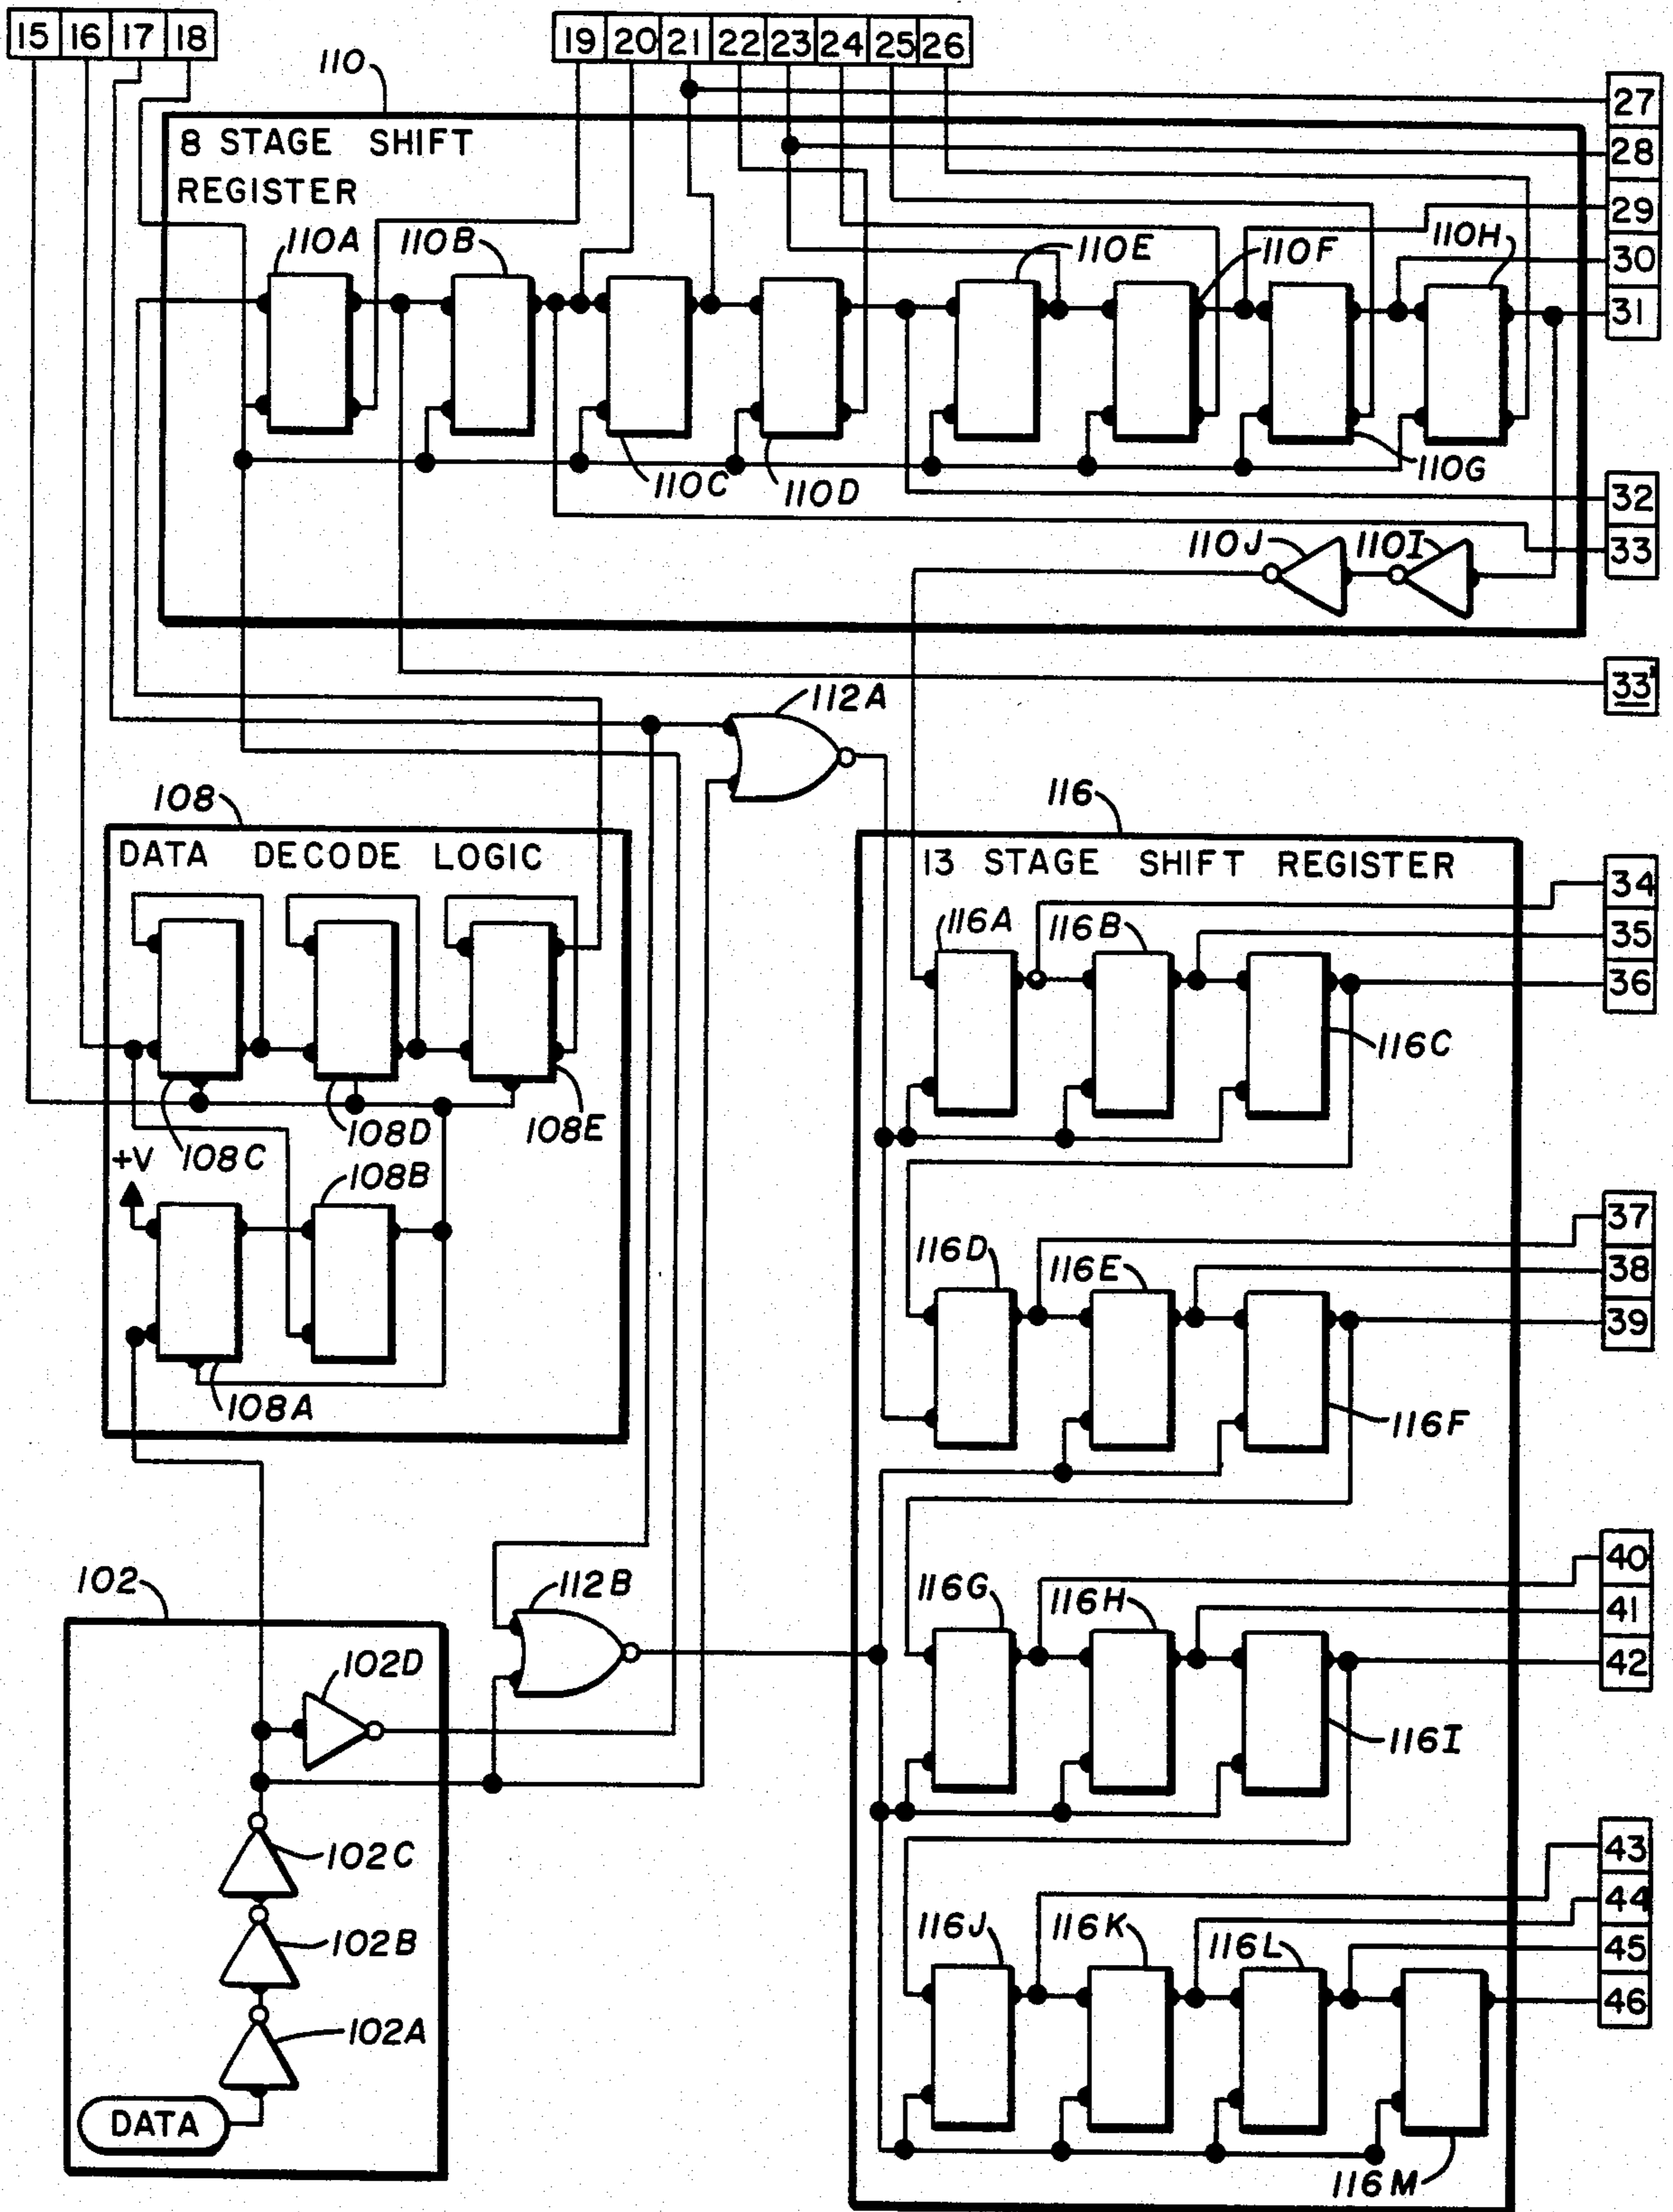 15 16 17 18
19 20 21 22 23 24 25 26
110
27
28
29
30
31
8 STAGE SHIFT
REGISTER
110A
110B
110E
110F
110H
110C
110D
110G
32
33
110J
110I
33'
112A
108
DATA DECODE LOGIC
108C
108D
108E
+V
108B
108A
116
13 STAGE SHIFT REGISTER
34
35
36
116A
116B
116C
37
38
39
116D
116E
116F
102
112B
40
41
42
116G
116H
116I
102D
102C
102B
102A
DATA
43
44
45
46
116J
116K
116L
116M